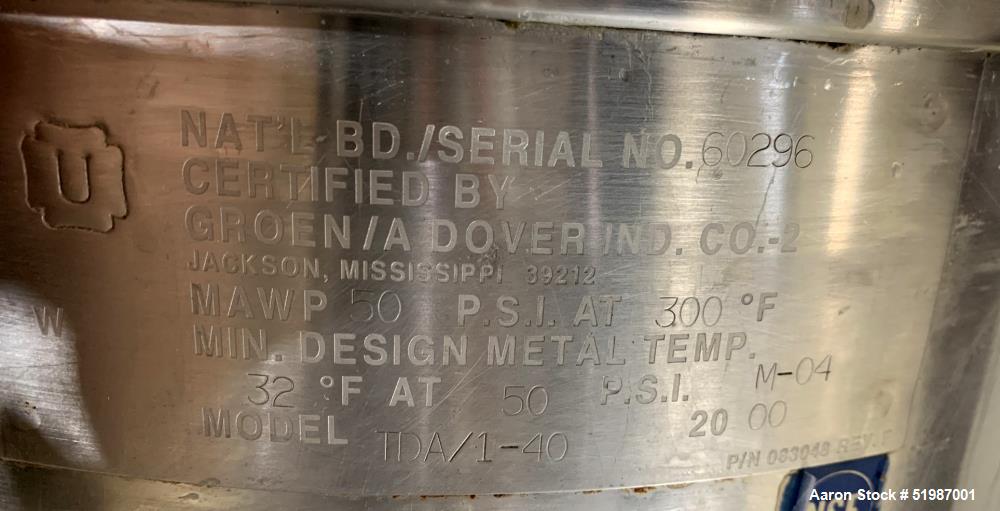 U
NAT'L BD./SERIAL NO. 60296
CERTIFIED BY
GROEN/A DOVER IND. CO.-2
JACKSON, MISSISSIPPI 39212
W
MAWP 50 P.S.I. AT 300 °F
MIN. DESIGN METAL TEMP.
32 °F AT 50 P.S.I. M-04
MODEL TDA/1-40 20 00
P/N 083048 REV. F
NSF
Aaron Stock # 51987001